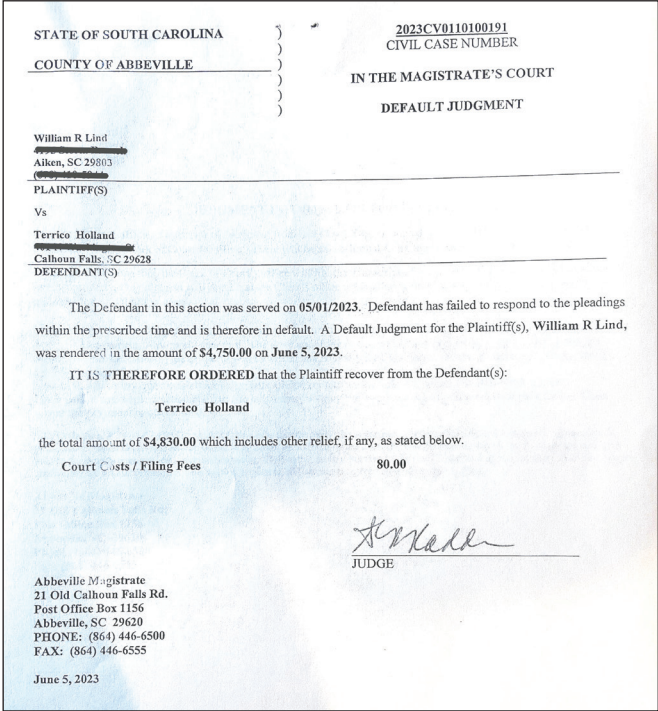 STATE OF SOUTH CAROLINA
COUNTY OF ABBEVILLE
)
)
)
)
)
)
2023CV0110100191
CIVIL CASE NUMBER
IN THE MAGISTRATE'S COURT
DEFAULT JUDGMENT
William R Lind
Aiken, SC 29803
PLAINTIFF(S)
Vs
Terrico Holland
Calhoun Falls, SC 29628
DEFENDANT(S)
The Defendant in this action was served on 05/01/2023. Defendant has failed to respond to the pleadings
within the prescribed time and is therefore in default. A Default Judgment for the Plaintiff(s), William R Lind,
was rendered in the amount of $4,750.00 on June 5, 2023.
IT IS THEREFORE ORDERED that the Plaintiff recover from the Defendant(s):
Terrico Holland
the total amount of $4,830.00 which includes other relief, if any, as stated below.
Court Costs / Filing Fees 80.00
JUDGE
Abbeville Magistrate
21 Old Calhoun Falls Rd.
Post Office Box 1156
Abbeville, SC 29620
PHONE: (864) 446-6500
FAX: (864) 446-6555
June 5, 2023